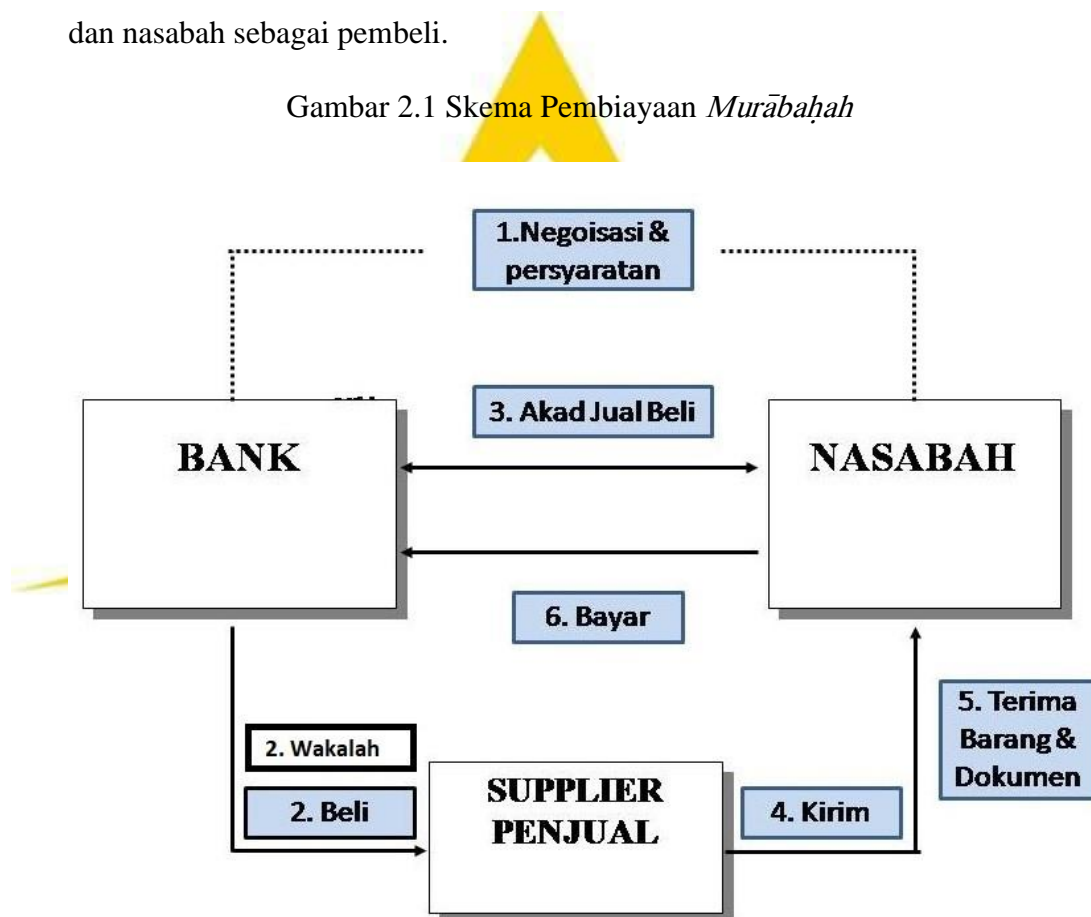 dan nasabah sebagai pembeli.
Gambar 2.1 Skema Pembiayaan Murābaḥah
1.Negoisasi &
persyaratan
3. Akad Jual Beli
BANK
NASABAH
6. Bayar
5. Terima
Barang &
Dokumen
2. Wakalah
2. Beli
SUPPLIER
PENJUAL
4. Kirim